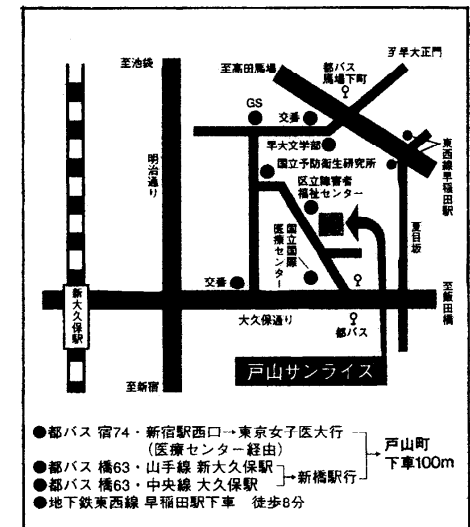 至池袋
至高田馬場
都バス
馬場下町
至早大正門
GS
交番
早大文学部
国立予防衛生研究所
区立障害者
福祉センター
東西線早稲田駅
明治通り
夏目坂
国立国際
医療センター
交番
新大久保駅
大久保通り
都バス
至飯田橋
至新宿
戸山サンライズ
●都バス 宿74・新宿駅西口→東京女子医大行
(医療センター経由)
●都バス 橋63・山手線 新大久保駅
●都バス 橋63・中央線 大久保駅
→新橋駅行
→戸山町
下車100m
●地下鉄東西線 早稲田駅下車 徒歩8分